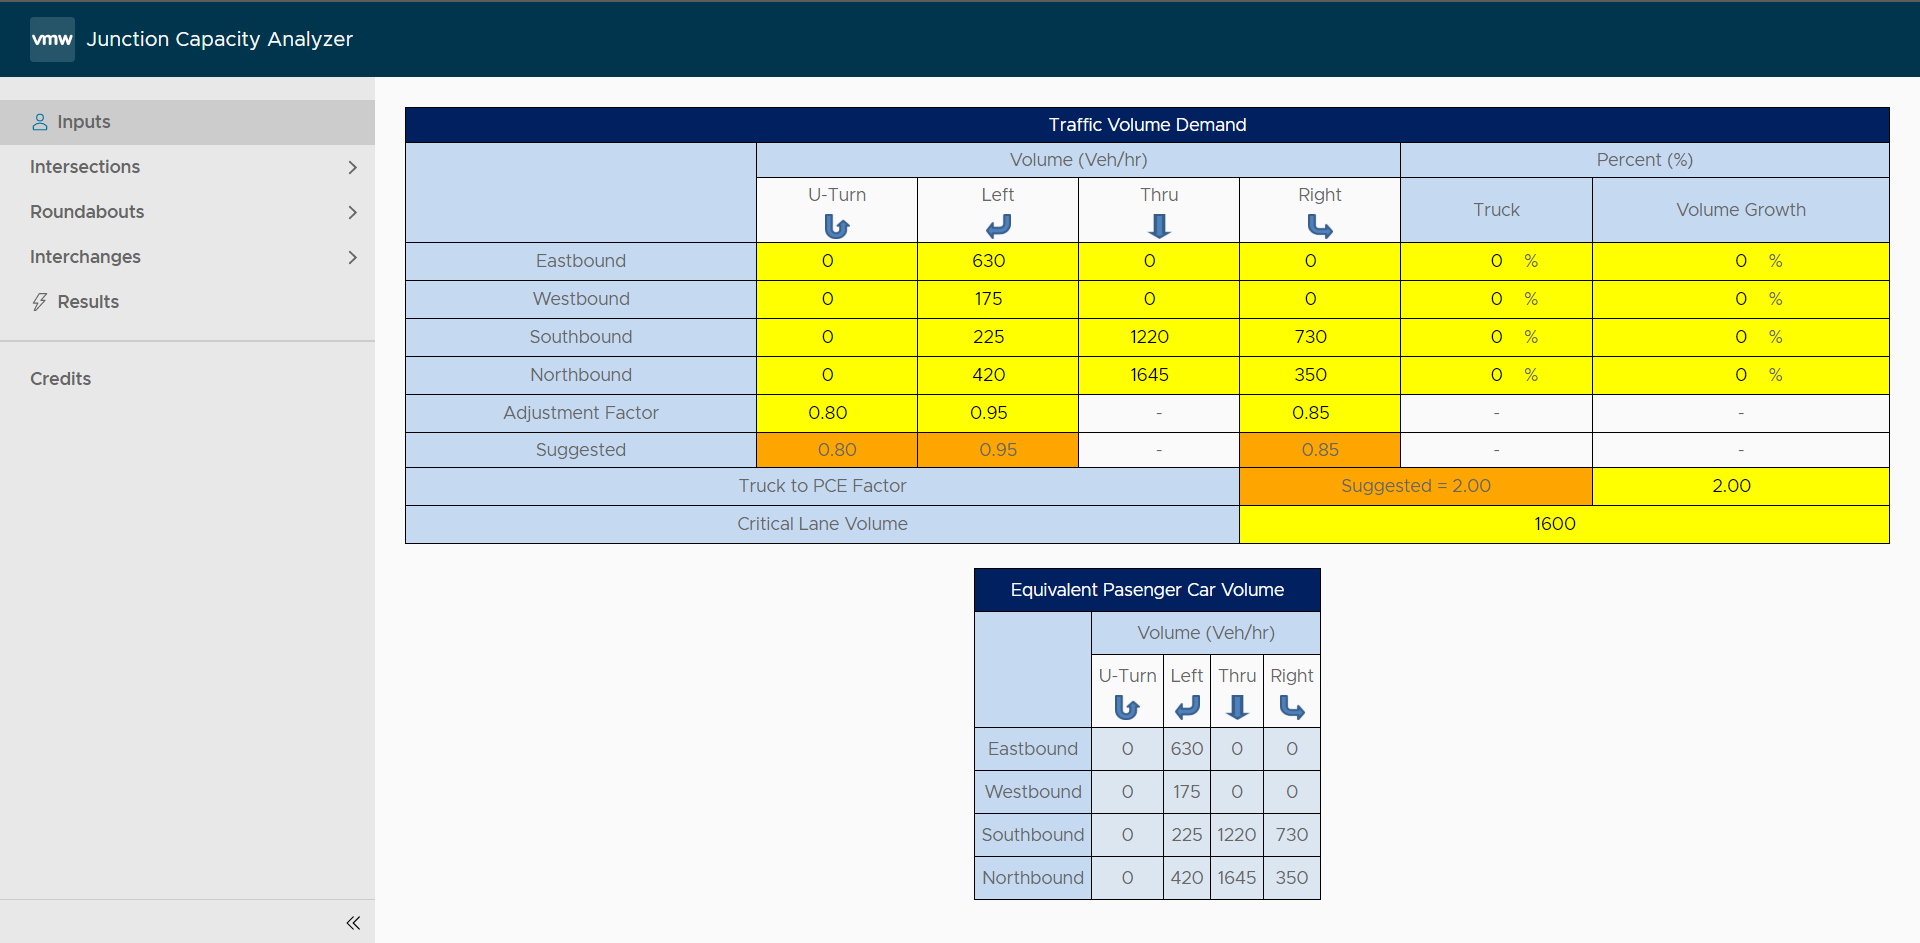 vmw Junction Capacity Analyzer
Inputs
Intersections
Roundabouts
Interchanges
Results
Credits
Traffic Volume Demand
Volume (Veh/hr) Percent (%)
U-Turn Left Thru Right Truck Volume Growth
Eastbound 0 630 0 0 0 % 0 %
Westbound 0 175 0 0 0 % 0 %
Southbound 0 225 1220 730 0 % 0 %
Northbound 0 420 1645 350 0 % 0 %
Adjustment Factor 0.80 0.95 - 0.85 - -
Suggested 0.80 0.95 - 0.85 - -
Truck to PCE Factor Suggested = 2.00 2.00
Critical Lane Volume 1600
Equivalent Pasenger Car Volume
Volume (Veh/hr)
U-Turn Left Thru Right
Eastbound 0 630 0 0
Westbound 0 175 0 0
Southbound 0 225 1220 730
Northbound 0 420 1645 350